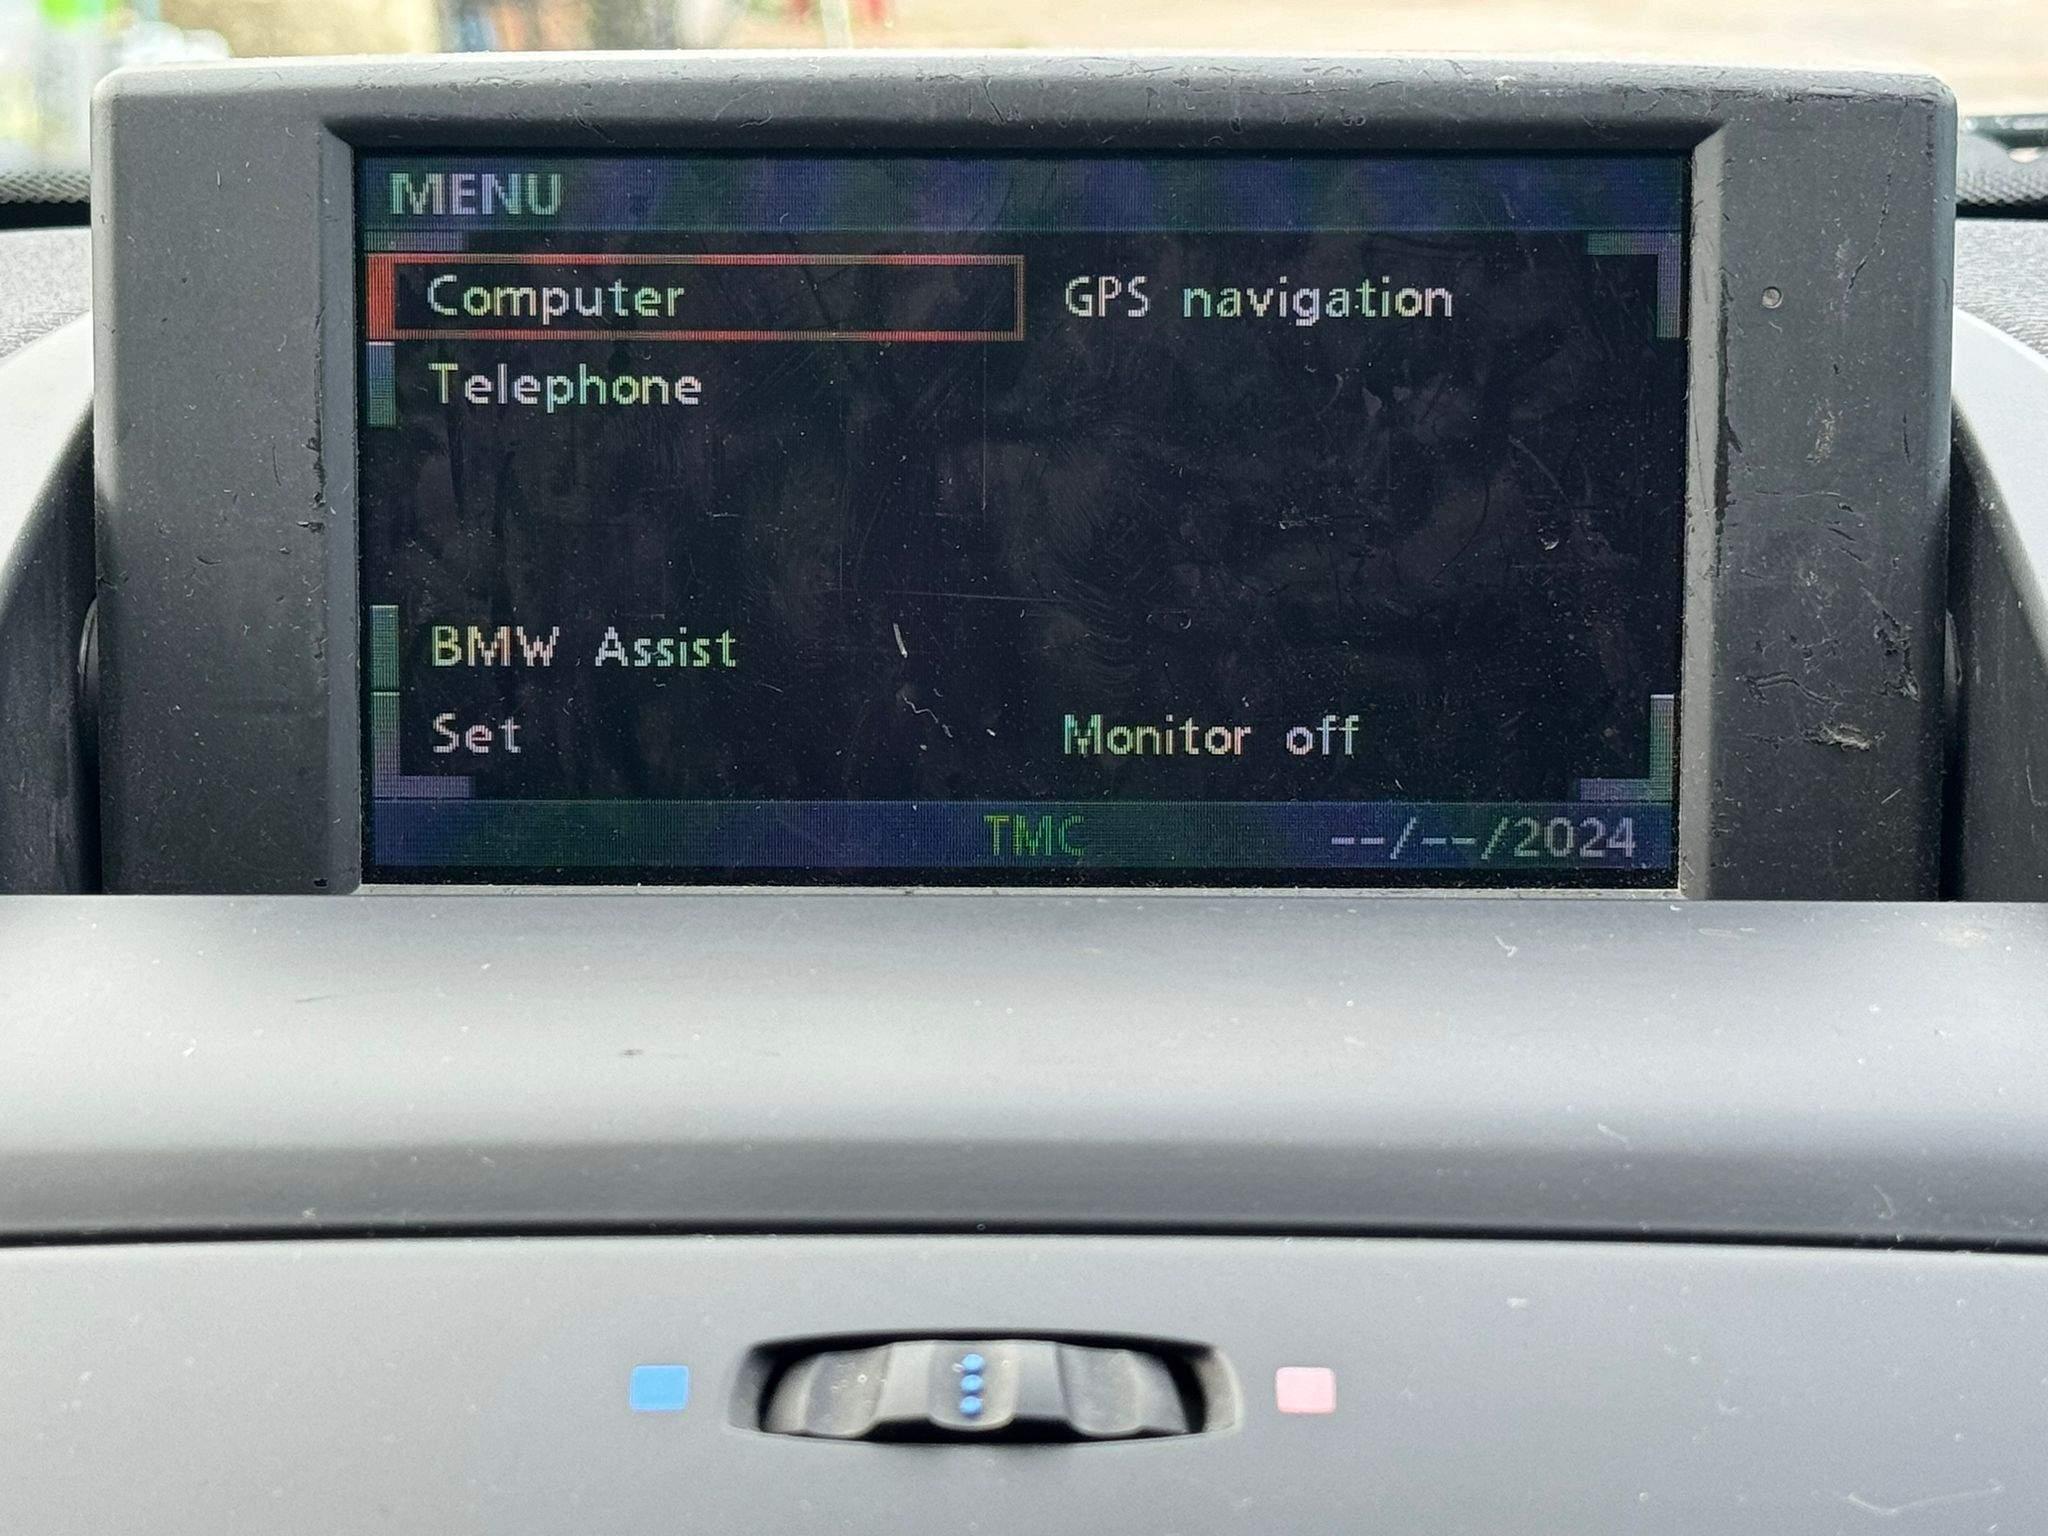 MENU
Computer GPS navigation
Telephone
BMW Assist
Set Monitor off
TMC --/--/2024